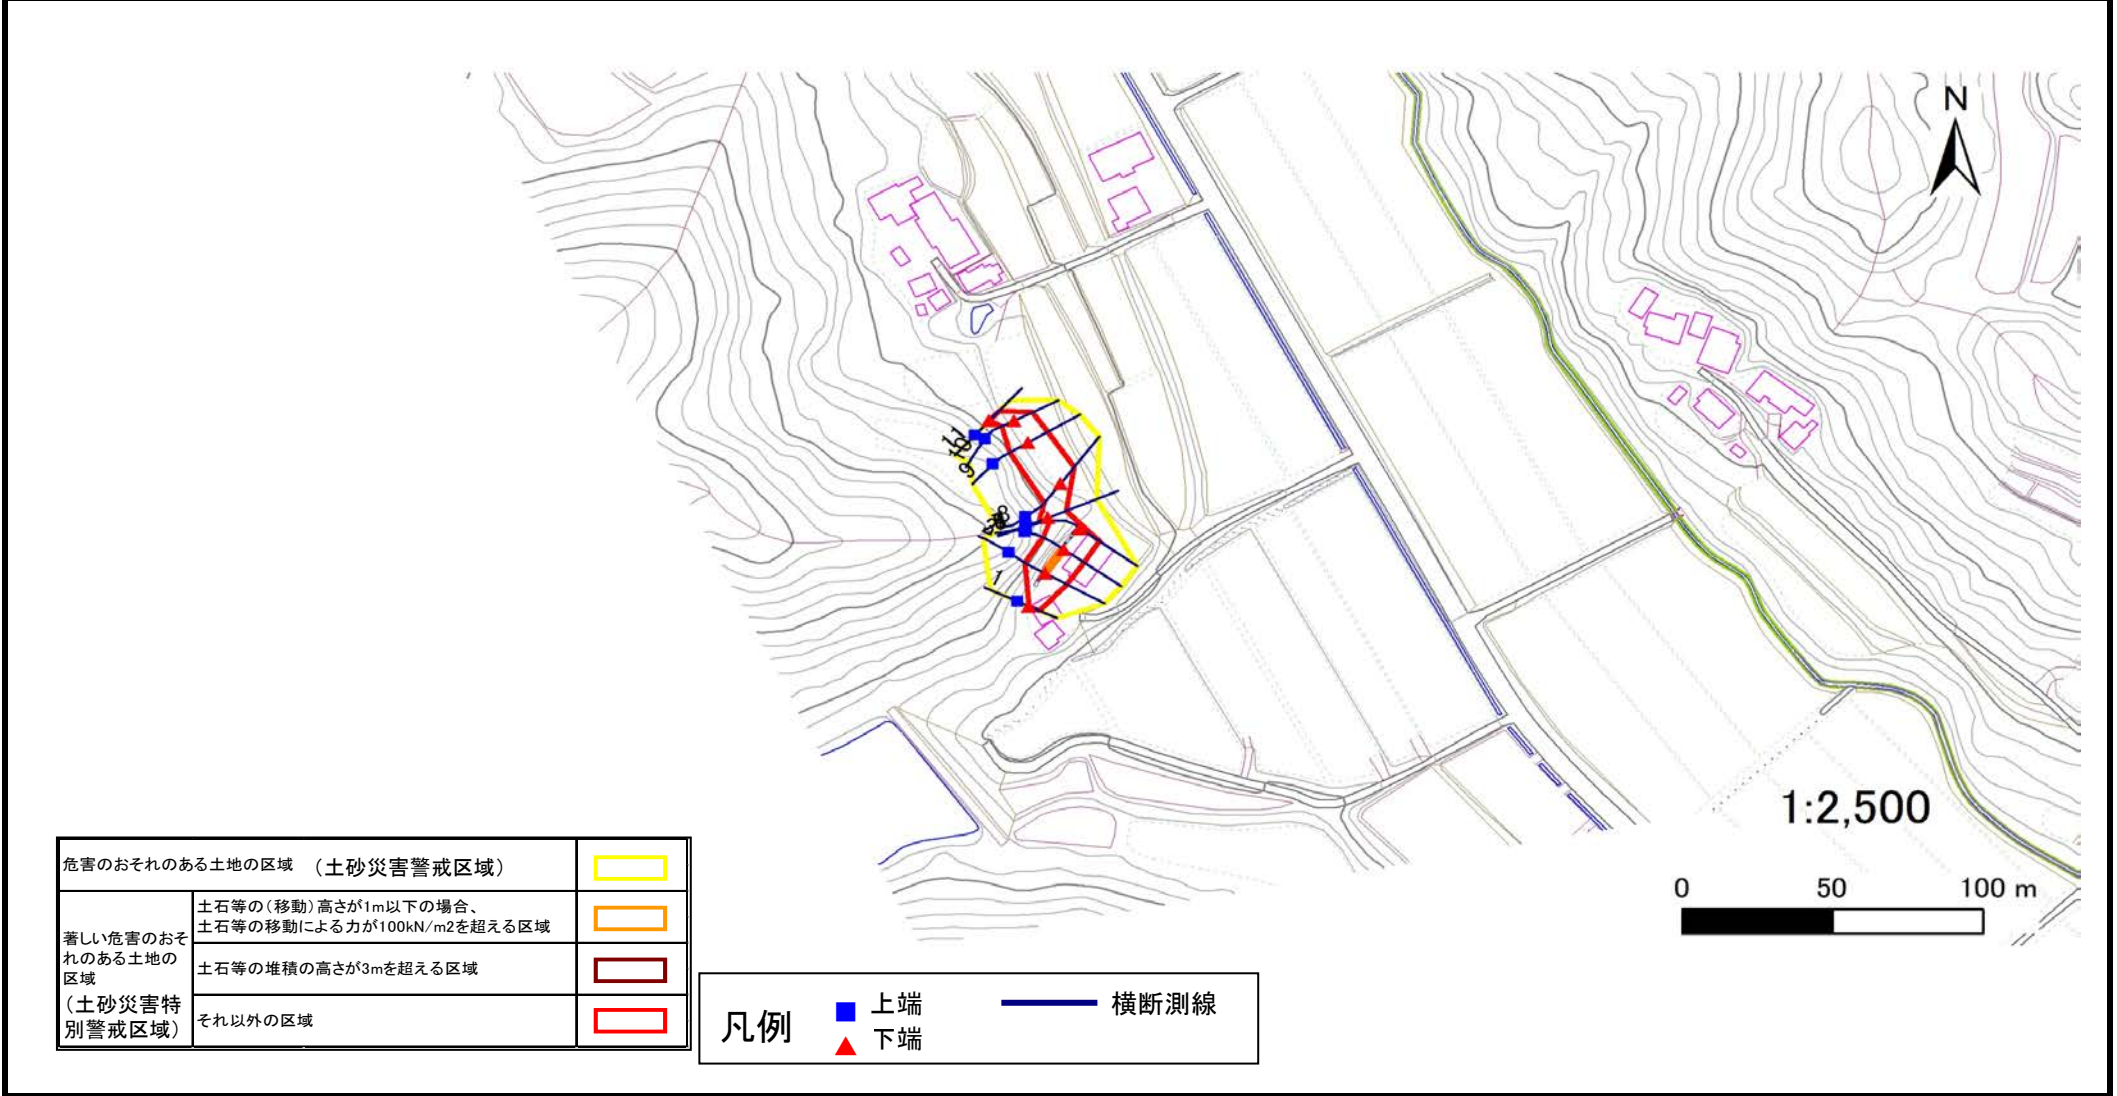 N
1
9
8
1
1:2,500
0 50 100 m
危害のおそれのある土地の区域 (土砂災害警戒区域)
著しい危害のおそ
れのある土地の
区域
(土砂災害特
別警戒区域)
土石等の(移動)高さが1m以下の場合、
土石等の移動による力が100kN/m2を超える区域
土石等の堆積の高さが3mを超える区域
それ以外の区域
凡例
上端
下端
横断測線